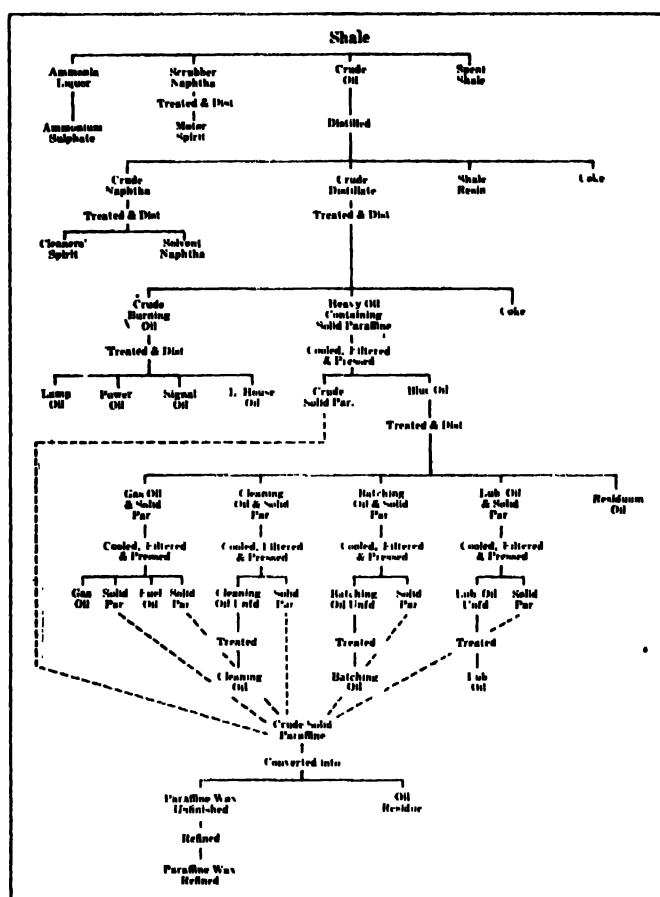 Shale
Ammonia Scrubber Crude Spent
Liquor Naphtha Oil Shale
Treated & Dist
Ammonium Motor Distilled
Sulphate Spirit
Crude Crude Shale Coke
Naphtha Distillate Resin
Treated & Dist Treated & Dist
Cleaners' Solvent
Spirit Naphtha
Crude Heavy Oil Coke
Burning Containing
Oil Solid Paraffine
Treated & Dist Cooled, Filtered
& Pressed
Lamp Power Signal L. House Crude Blue Oil
Oil Oil Oil Oil Solid Par.
Treated & Dist
Gas Oil Cleaning Batching Lub Oil Residuum
& Solid Oil & Solid Oil & Solid & Solid Oil
Par Par Par Par
Cooled, Filtered Cooled, Filtered Cooled, Filtered Cooled, Filtered
& Pressed & Pressed & Pressed & Pressed
Gas Solid Fuel Solid Cleaning Solid Batching Solid Lub Oil Solid
Oil Par Oil Par Oil Unfd Par Oil Unfd Par Unfd Par
Treated Treated Treated
Cleaning Batching Lub
Oil Oil Oil
Crude Solid
Paraffine
Converted into
Paraffine Wax Oil
Unfinished Residue
Refined
Paraffine Wax
Refined